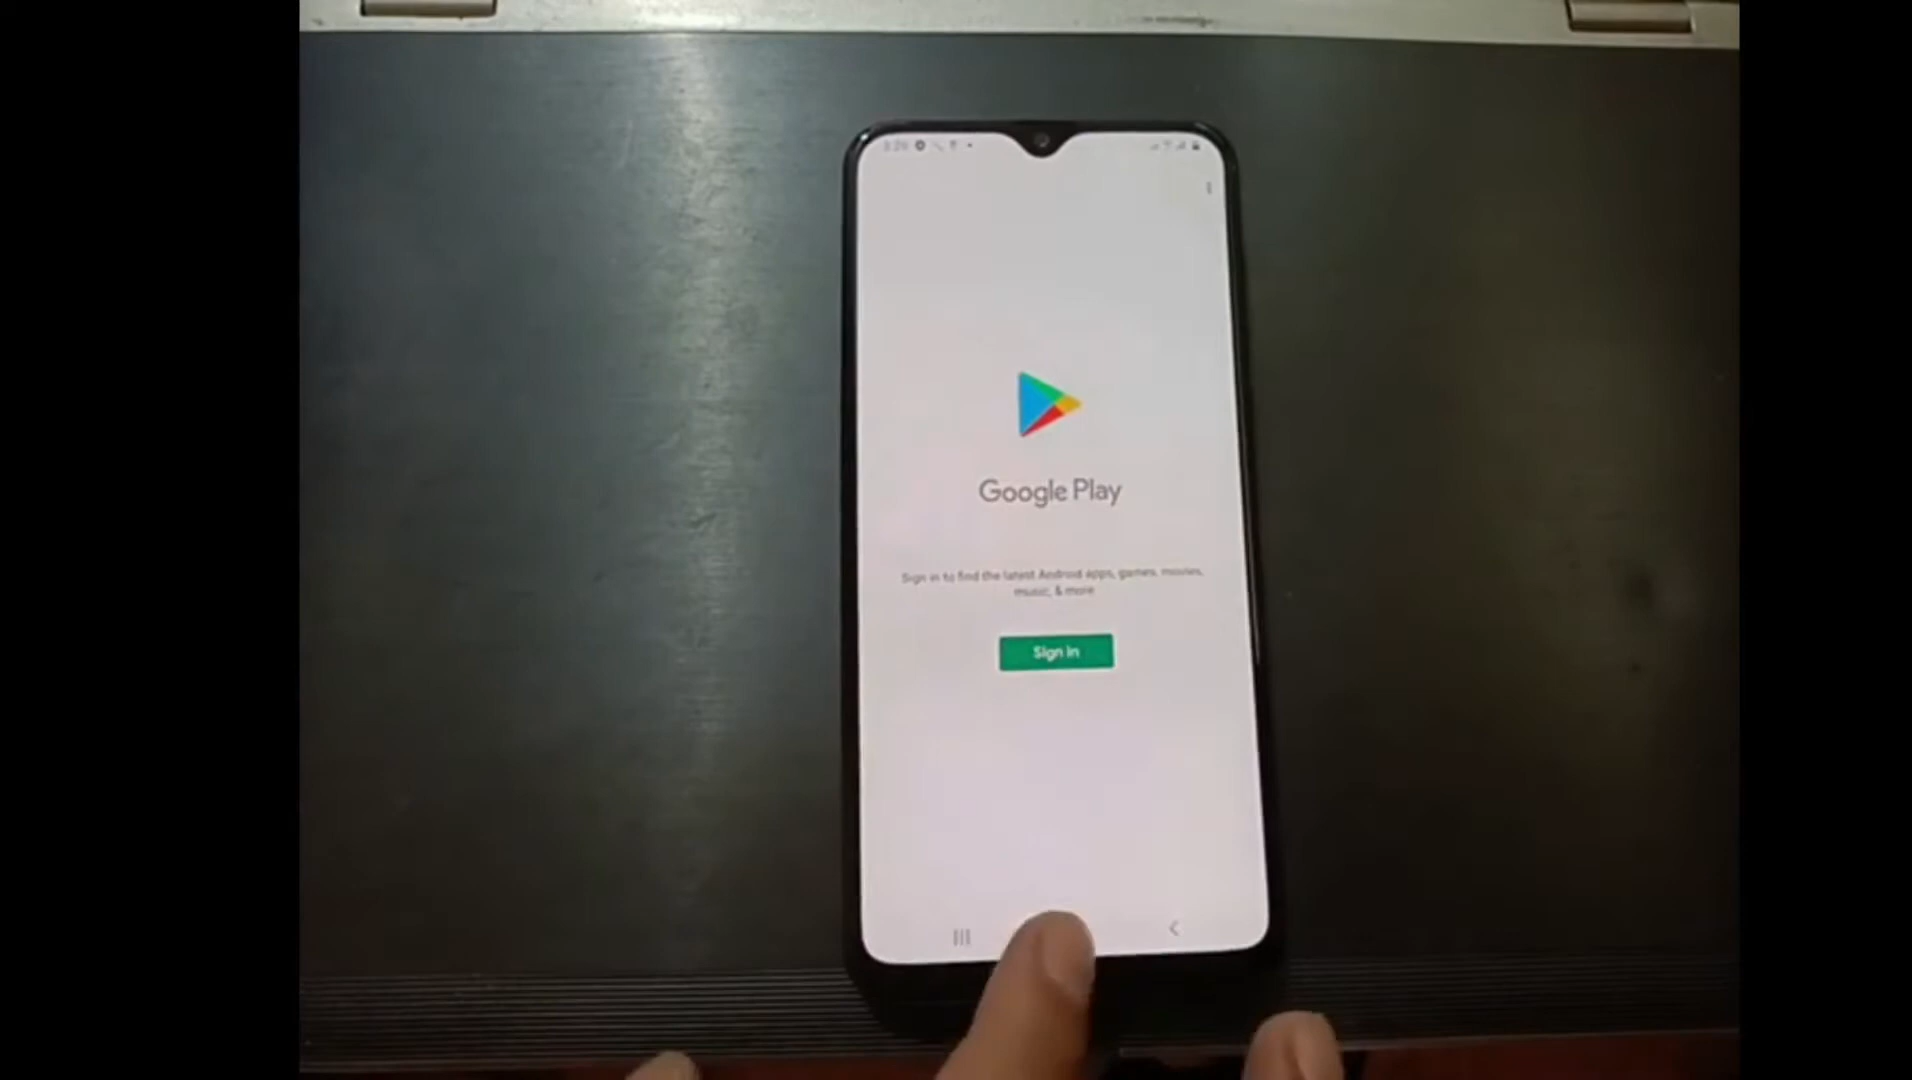 Google Play
Sign in to find the latest Android apps, games, movies,
music, & more
Sign in